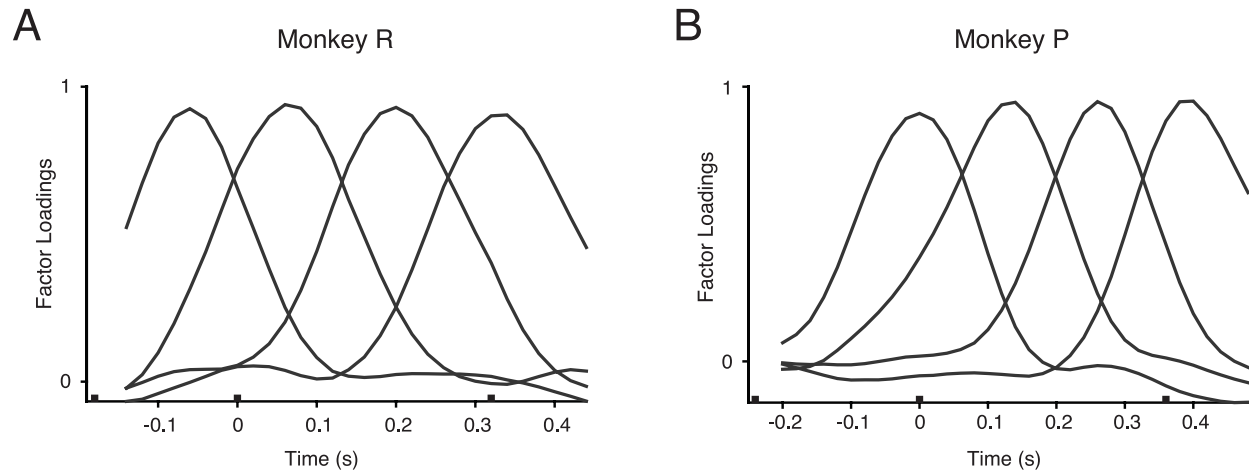 A
Monkey R
1
Factor Loadings
0
-0.1 0 0.1 0.2 0.3 0.4
Time (s)
B
Monkey P
1
Factor Loadings
0
-0.2 -0.1 0 0.1 0.2 0.3 0.4
Time (s)